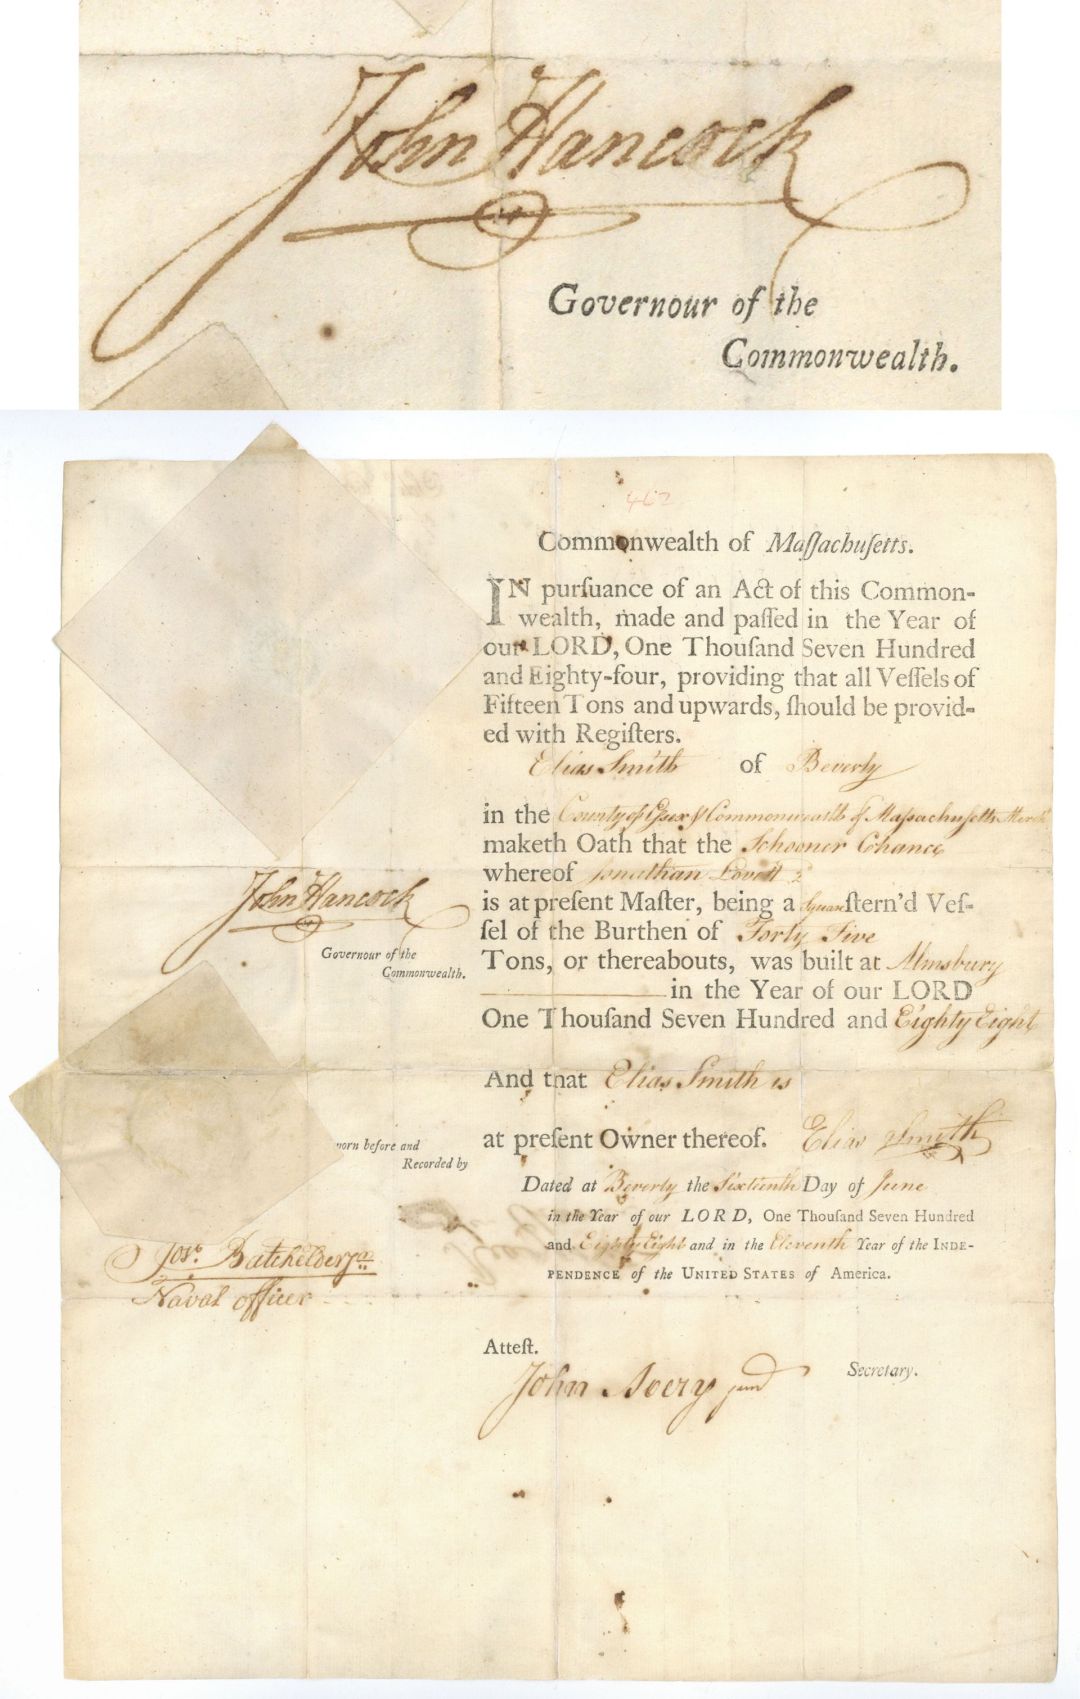 John Hancock
Governour of the
Commonwealth.
462
Commonwealth of Maſſachuſetts.
IN purſuance of an Act of this Common-
wealth, made and paſſed in the Year of
our LORD, One Thouſand Seven Hundred
and Eighty-four, providing that all Veſſels of
Fifteen Tons and upwards, ſhould be provid-
ed with Regiſters.
Elias Smith of Beverly
in the County of Eſsex & Commonwealth of Maſsachuſetts Merch
maketh Oath that the Schooner Chance
whereof Jonathan Lovett
is at preſent Maſter, being a Square ſtern'd Veſ-
ſel of the Burthen of Forty Five
Tons, or thereabouts, was built at Almsbury
in the Year of our LORD
One Thouſand Seven Hundred and Eighty Eight
And that Elias Smith is
at preſent Owner thereof. Elias Smith
Dated at Beverly the Sixteenth Day of June
in the Year of our LORD, One Thouſand Seven Hundred
and Eighty Eight and in the Eleventh Year of the INDE-
PENDENCE of the UNITED STATES of America.
John Hancock
Governour of the
Commonwealth.
worn before and
Recorded by
Jos. Batchelder Jr
Naval officer
Atteſt.
John Avery junr
Secretary.